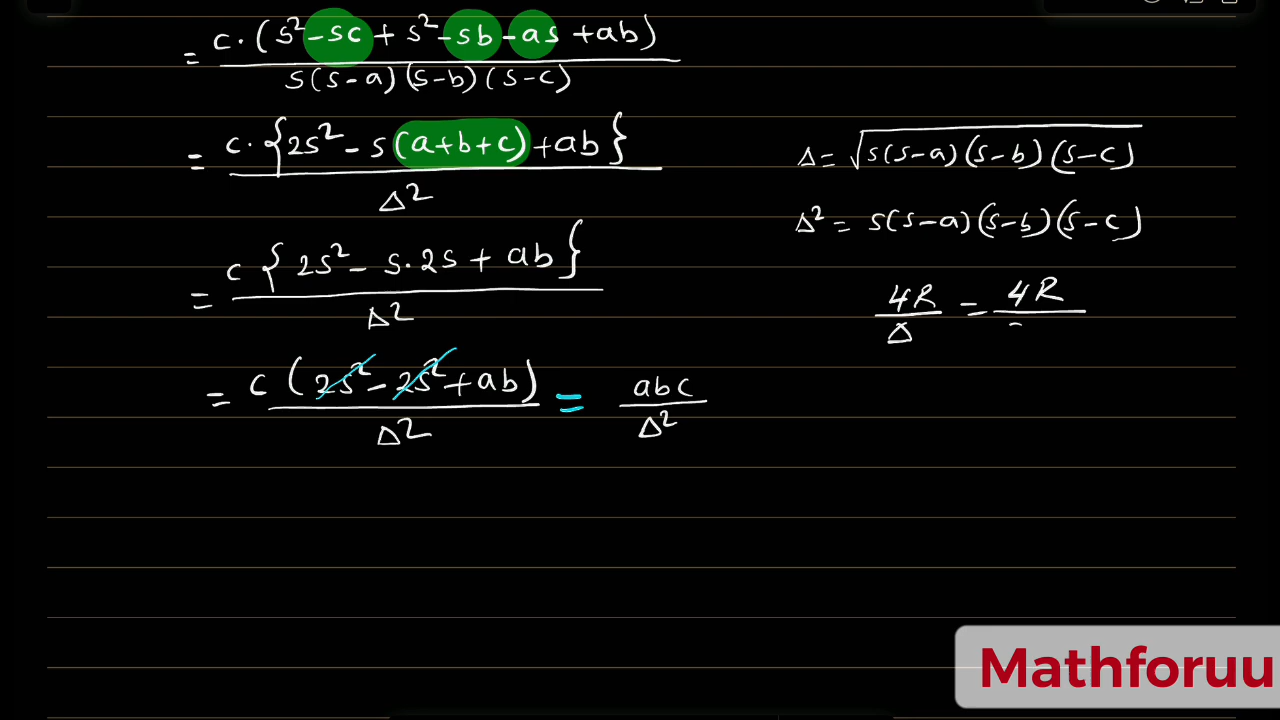 = c·(s²-sc+s²-sb-as+ab) / s(s-a)(s-b)(s-c)
= c·{2s²-s(a+b+c)+ab} / Δ²
Δ = √s(s-a)(s-b)(s-c)
Δ² = s(s-a)(s-b)(s-c)
= c{2s²-s·2s+ab} / Δ²
4R/Δ = 4R
= c(2s²-2s²+ab) / Δ² = abc/Δ²
Mathforuu